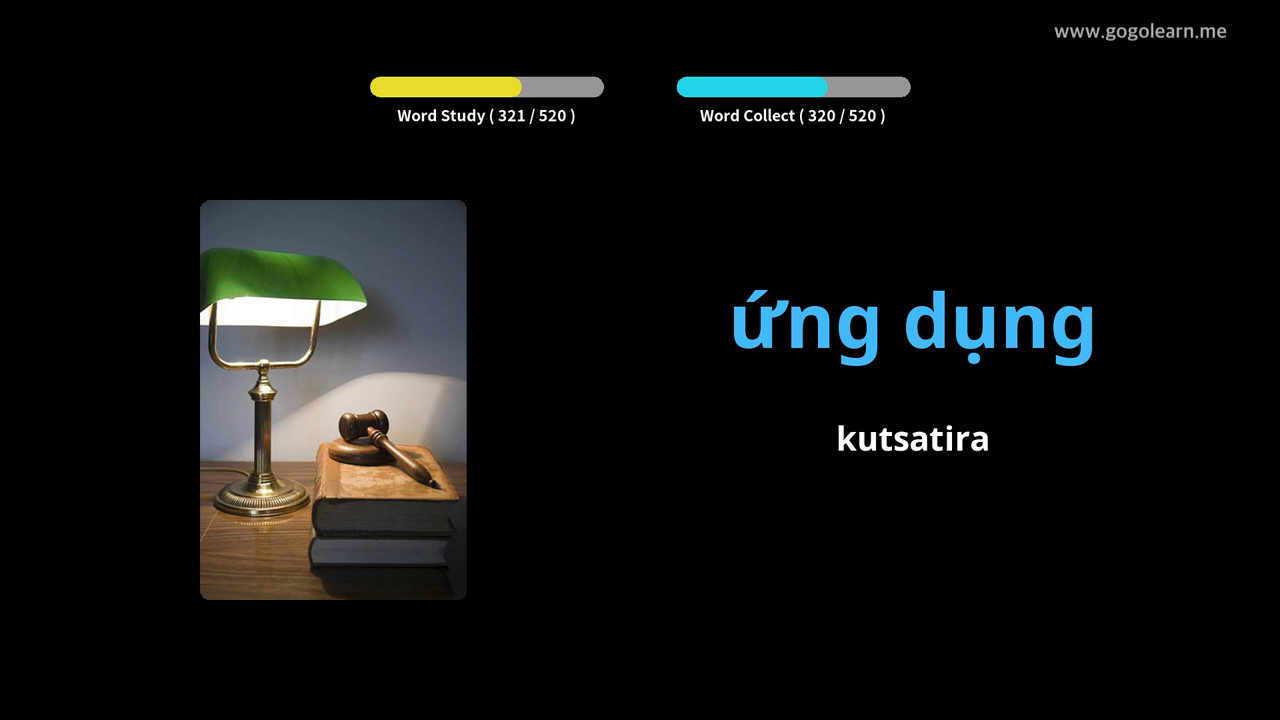 www.gogolearn.me
Word Study ( 321 / 520 )
Word Collect ( 320 / 520 )
ứng dụng
kutsatira